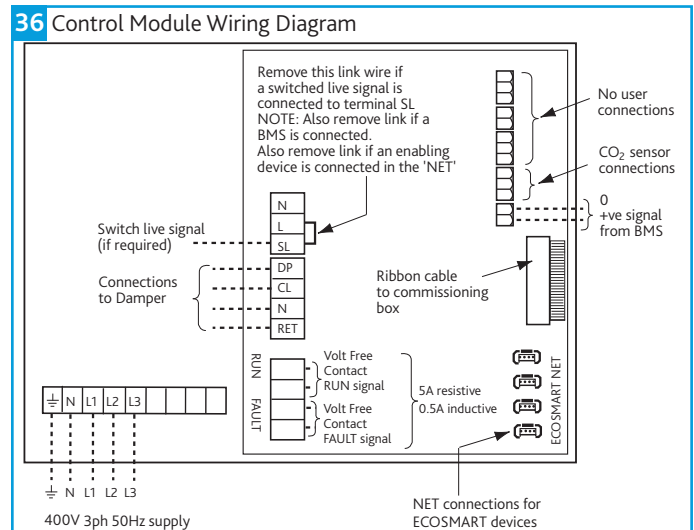 36 Control Module Wiring Diagram
Remove this link wire if
a switched live signal is
connected to terminal SL
NOTE: Also remove link if a
BMS is connected.
Also remove link if an enabling
device is connected in the 'NET'
No user
connections
CO₂ sensor
connections
0
+ve signal
from BMS
Switch live signal
(if required)
N
L
SL
Connections
to Damper
DP
CL
N
RET
Ribbon cable
to commissioning
box
RUN
Volt Free
Contact
RUN signal
FAULT
Volt Free
Contact
FAULT signal
5A resistive
0.5A inductive
ECOSMART NET
N L1 L2 L3
N L1 L2 L3
400V 3ph 50Hz supply
NET connections for
ECOSMART devices